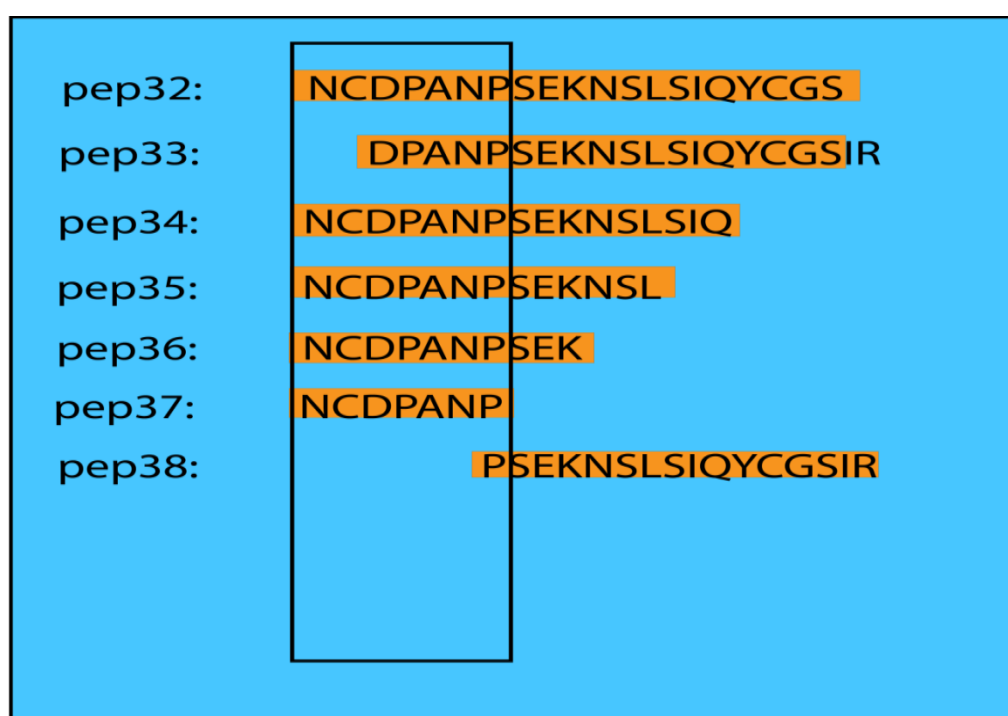 pep32: NCDPANPSEKNSLSIQYCGS
pep33: DPANPSEKNSLSIQYCGSIR
pep34: NCDPANPSEKNSLSIQ
pep35: NCDPANPSEKNSL
pep36: NCDPANPSEK
pep37: NCDPANP
pep38: PSEKNSLSIQYCGSIR